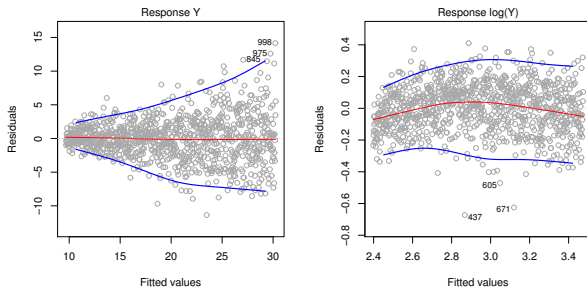 Response Y
998
975
845
15
10
5
0
−5
−10
Residuals
10 15 20 25 30
Fitted values
Response log(Y)
0.4
0.2
0.0
−0.2
−0.4
−0.6
−0.8
Residuals
605
671
437
2.4 2.6 2.8 3.0 3.2 3.4
Fitted values